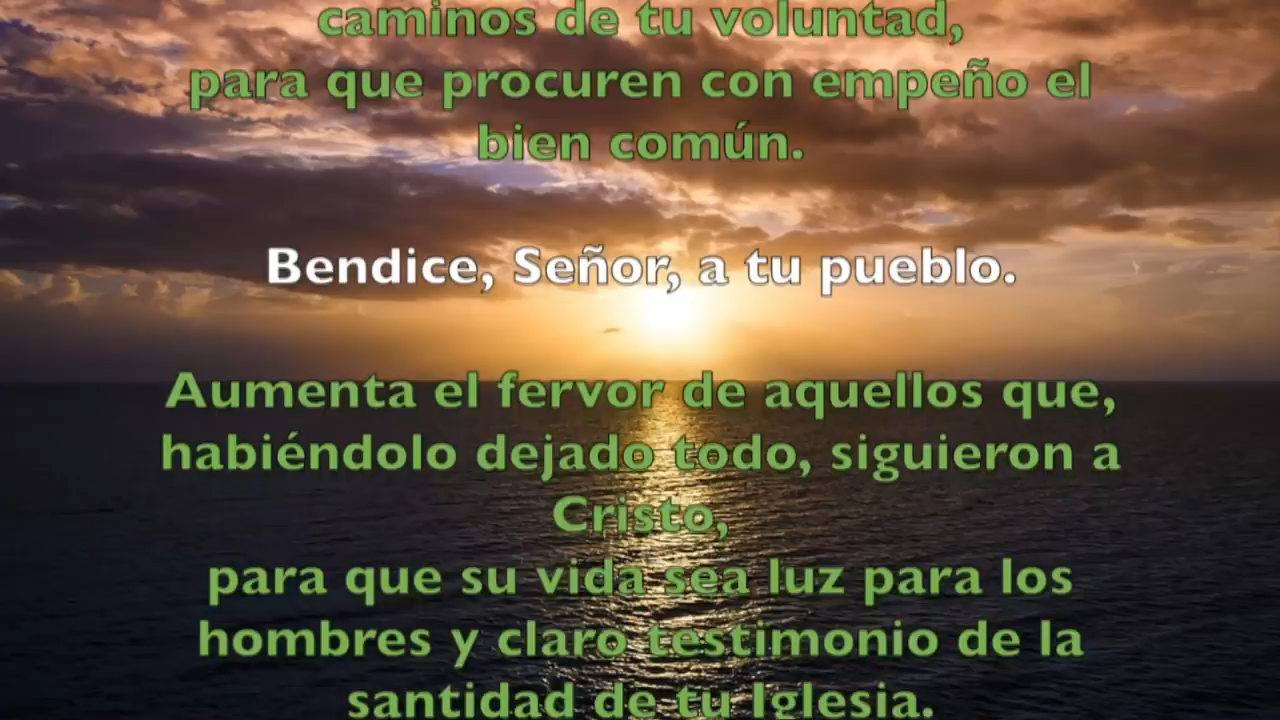 caminos de tu voluntad,
para que procuren con empeño el
bien común.
Bendice, Señor, a tu pueblo.
Aumenta el fervor de aquellos que,
habiéndolo dejado todo, siguieron a
Cristo,
para que su vida sea luz para los
hombres y claro testimonio de la
santidad de tu Iglesia.